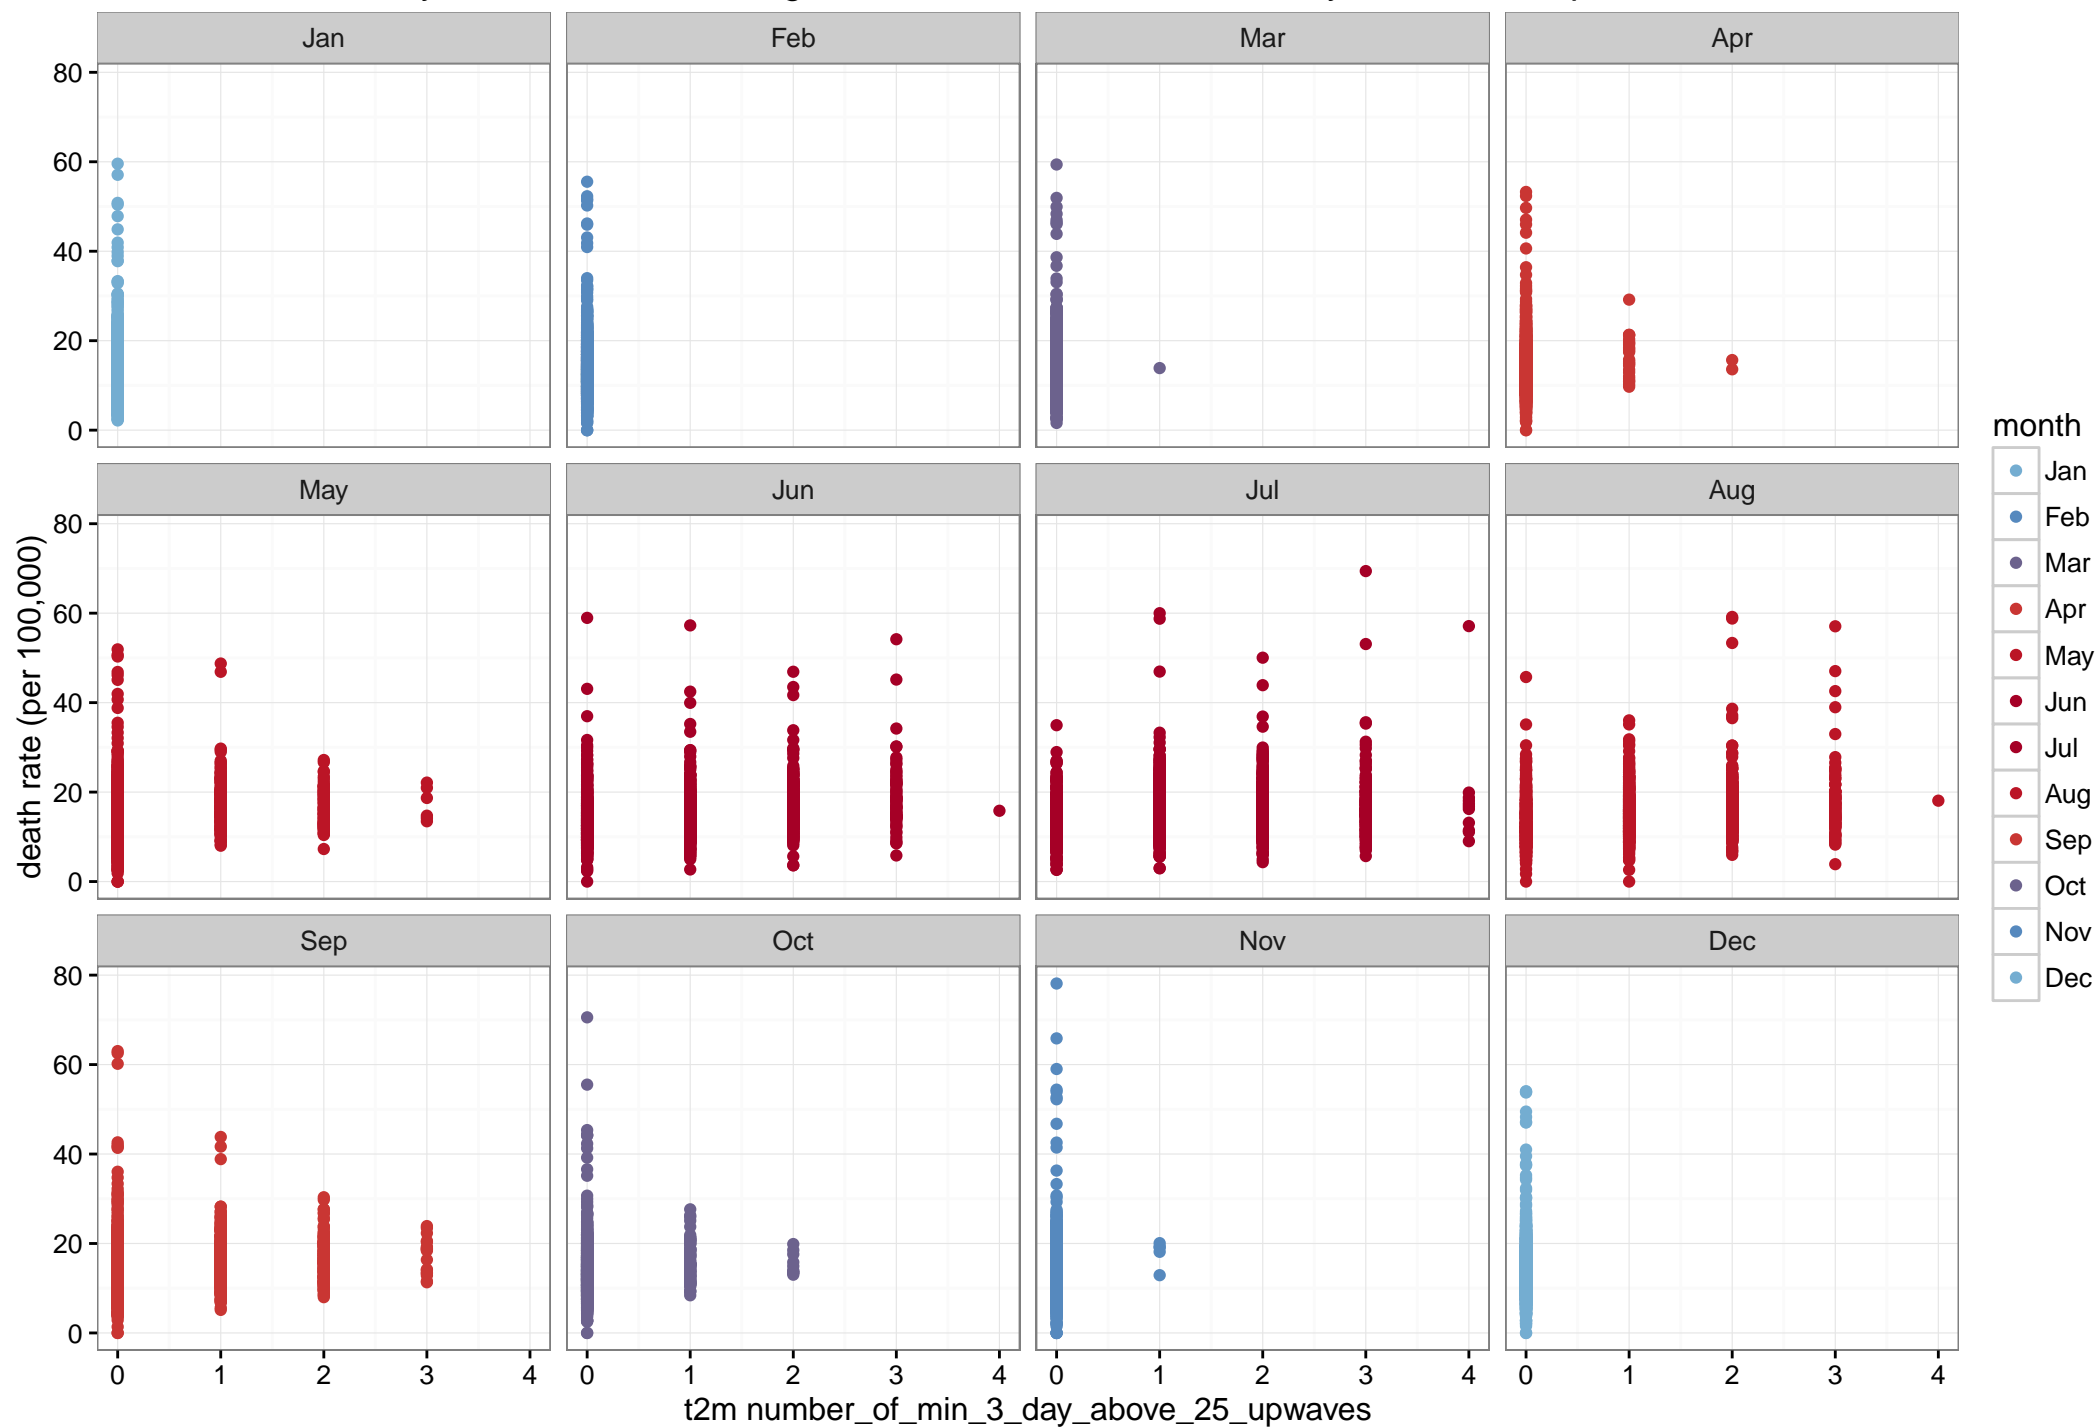 Jan Feb Mar Apr
80
60
40
20
0
May Jun Jul Aug
80
60
40
20
0
Sep Oct Nov Dec
80
60
40
20
0
0 1 2 3 4 0 1 2 3 4 0 1 2 3 4 0 1 2 3 4
t2m number_of_min_3_day_above_25_upwaves
death rate (per 100,000)
month
Jan
Feb
Mar
Apr
May
Jun
Jul
Aug
Sep
Oct
Nov
Dec